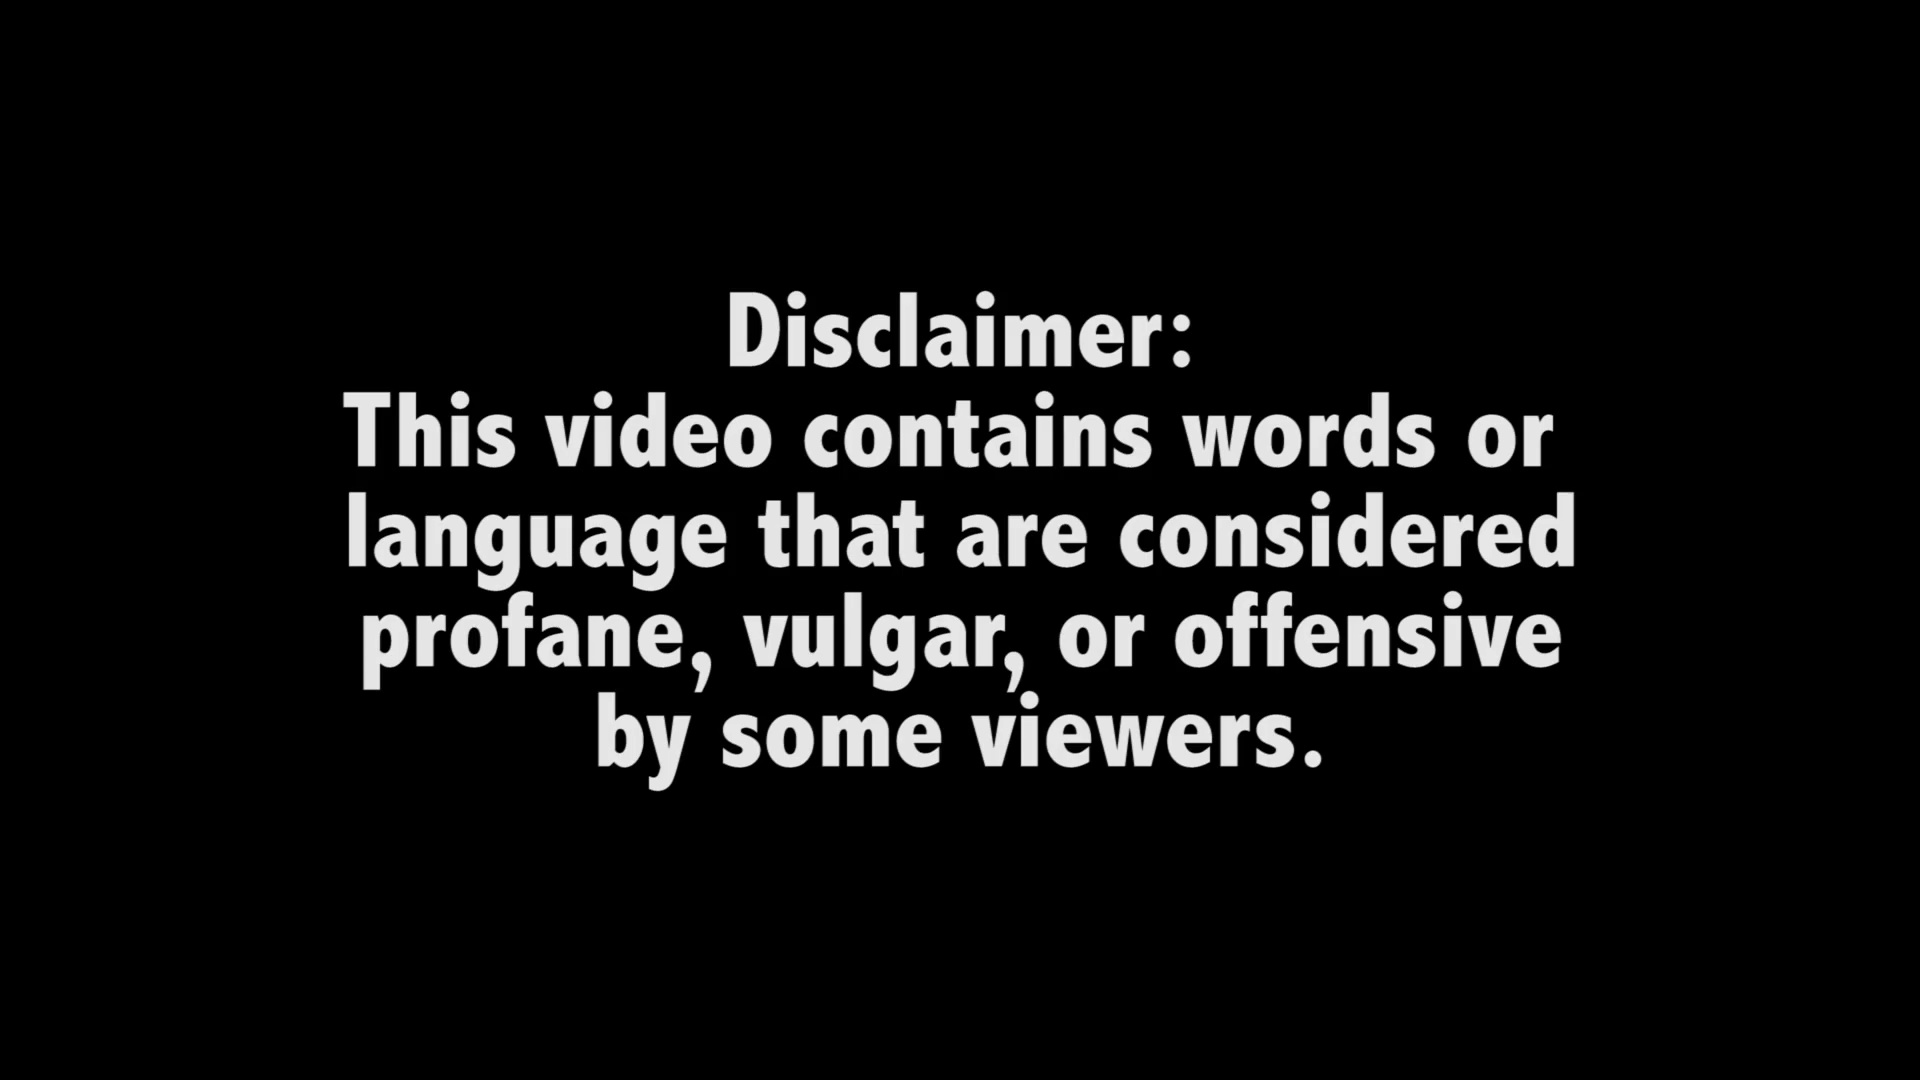 Disclaimer:
This video contains words or
language that are considered
profane, vulgar, or offensive
by some viewers.